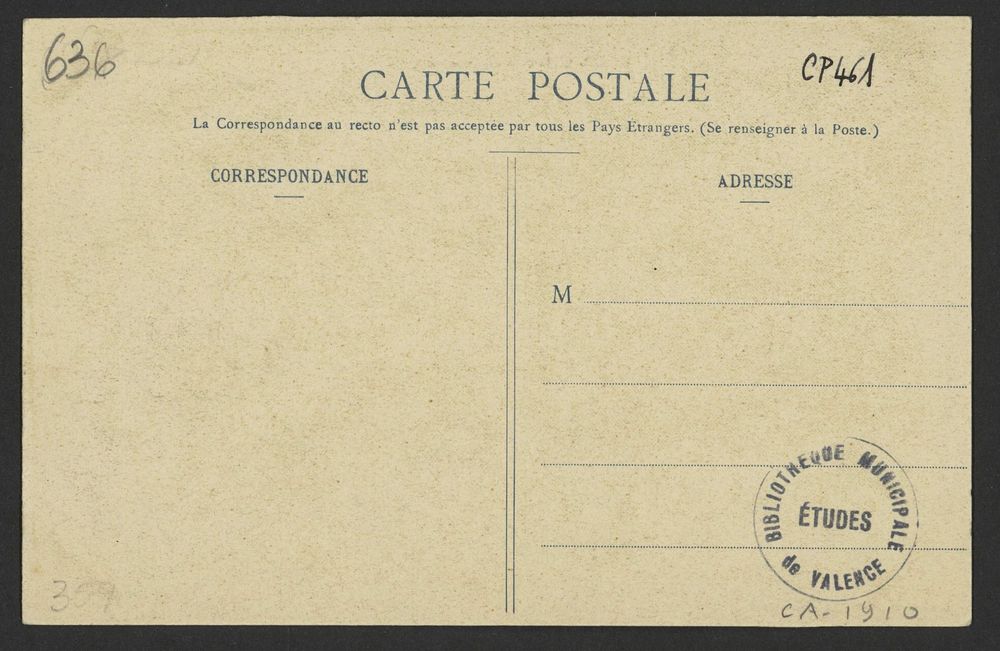 636
CP461
CARTE POSTALE
La Correspondance au recto n'est pas acceptée par tous les Pays Etrangers. (Se renseigner à la Poste.)
CORRESPONDANCE
ADRESSE
M
BIBLIOTHEQUE MUNICIPALE
ÉTUDES
de VALENCE
CA-1910